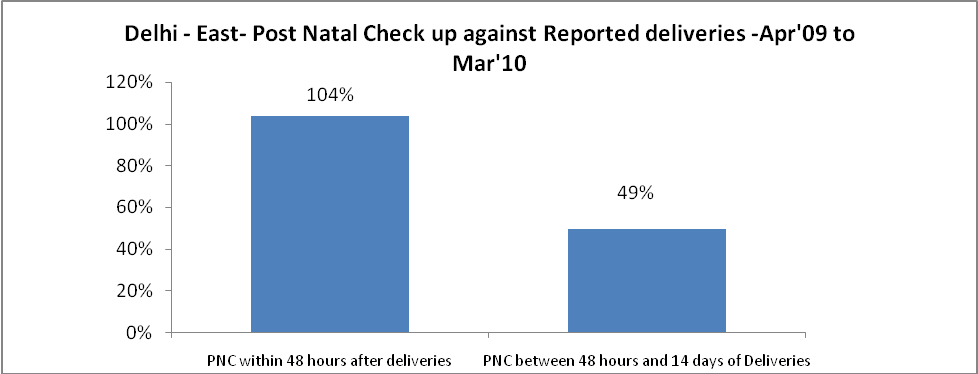 Delhi - East- Post Natal Check up against Reported deliveries -Apr'09 to
Mar'10
120%
100%
80%
60%
40%
20%
0%
104%
49%
PNC within 48 hours after deliveries
PNC between 48 hours and 14 days of Deliveries